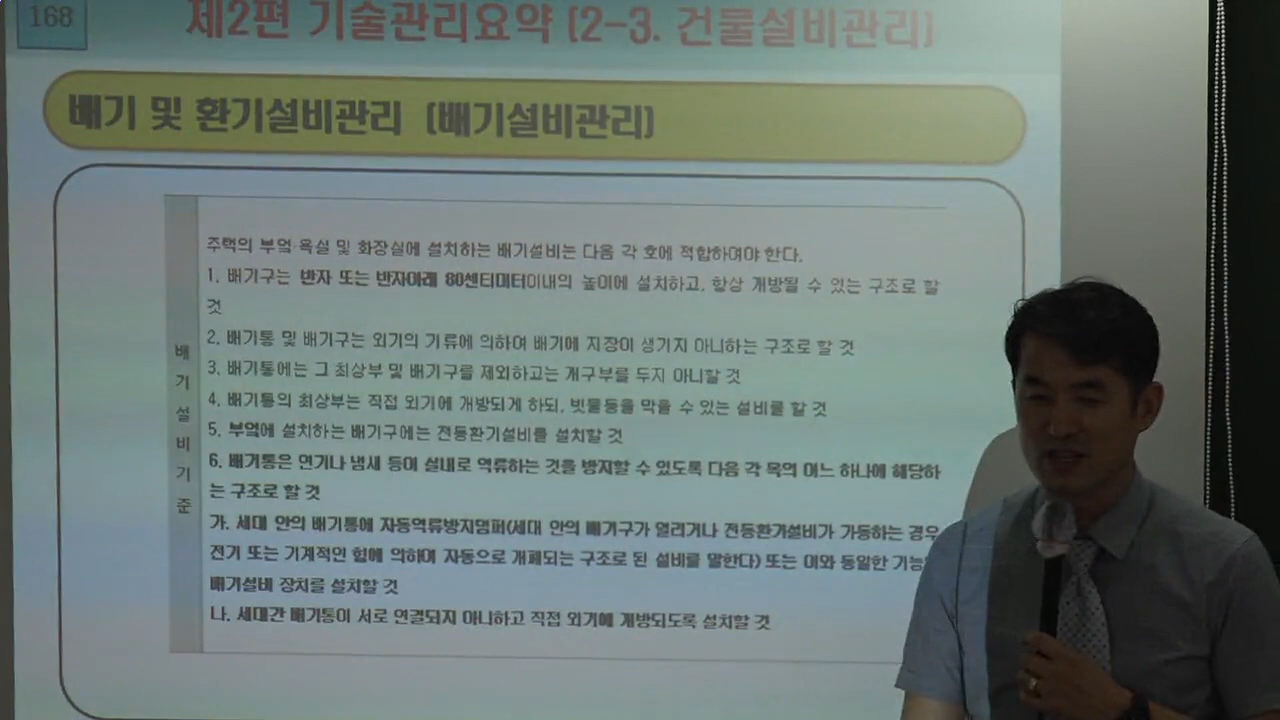 168
제2편 기술관리요약 (2-3. 건물설비관리)
배기 및 환기설비관리 (배기설비관리)
배기설비기준
주택의 부엌·욕실 및 화장실에 설치하는 배기설비는 다음 각 호에 적합하여야 한다.
1. 배기구는 반자 또는 반자아래 80센티미터이내의 높이에 설치하고, 항상 개방될 수 있는 구조로 할
것
2. 배기통 및 배기구는 외기의 기류에 의하여 배기에 지장이 생기지 아니하는 구조로 할 것
3. 배기통에는 그 최상부 및 배기구를 제외하고는 개구부를 두지 아니할 것
4. 배기통의 최상부는 직접 외기에 개방되게 하되, 빗물등을 막을 수 있는 설비를 할 것
5. 부엌에 설치하는 배기구에는 전동환기설비를 설치할 것
6. 배기통은 연기나 냄새 등이 실내로 역류하는 것을 방지할 수 있도록 다음 각 목의 어느 하나에 해당하
는 구조로 할 것
가. 세대 안의 배기통에 자동역류방지댐퍼(세대 안의 배기구가 열리거나 전동환기설비가 가동하는 경우
전기 또는 기계적인 힘에 의하여 자동으로 개폐되는 구조로 된 설비를 말한다) 또는 이와 동일한 기능
배기설비 장치를 설치할 것
나. 세대간 배기통이 서로 연결되지 아니하고 직접 외기에 개방되도록 설치할 것